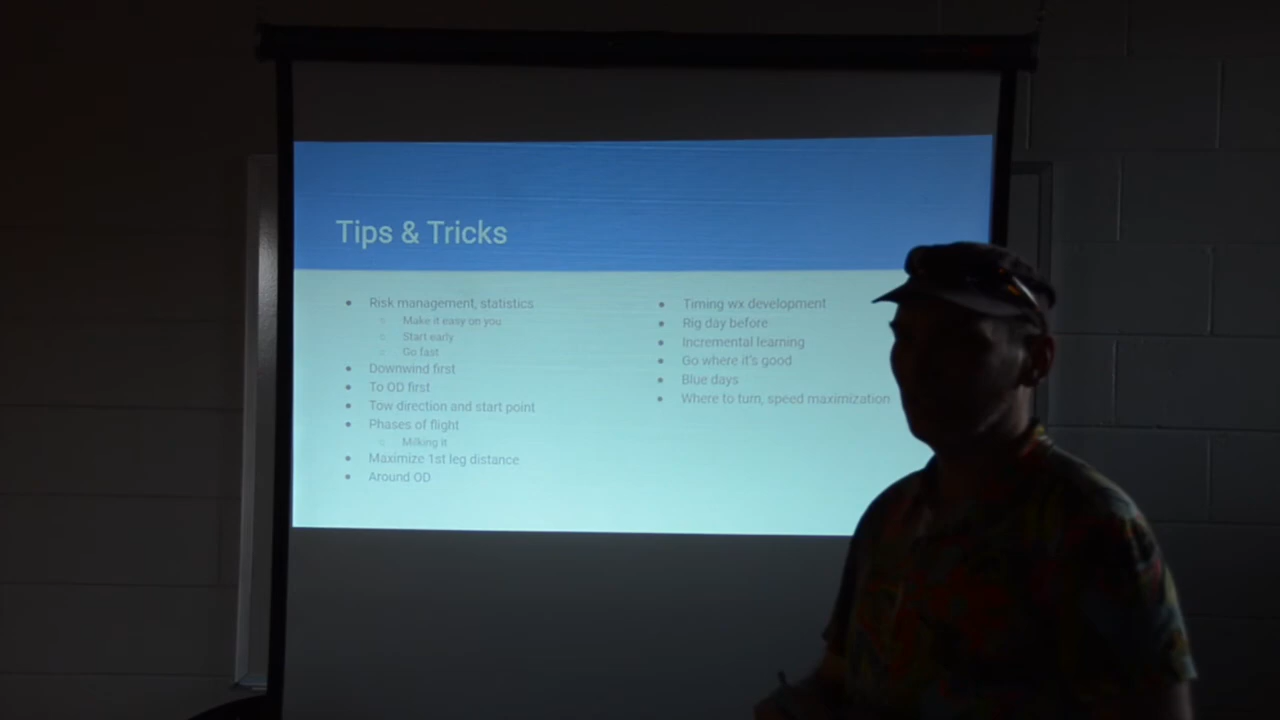 Tips & Tricks
Risk management, statistics
Make it easy on you
Start early
Go fast
Downwind first
To OD first
Tow direction and start point
Phases of flight
Milking it
Maximize 1st leg distance
Around OD
Timing wx development
Rig day before
Incremental learning
Go where it's good
Blue days
Where to turn, speed maximization